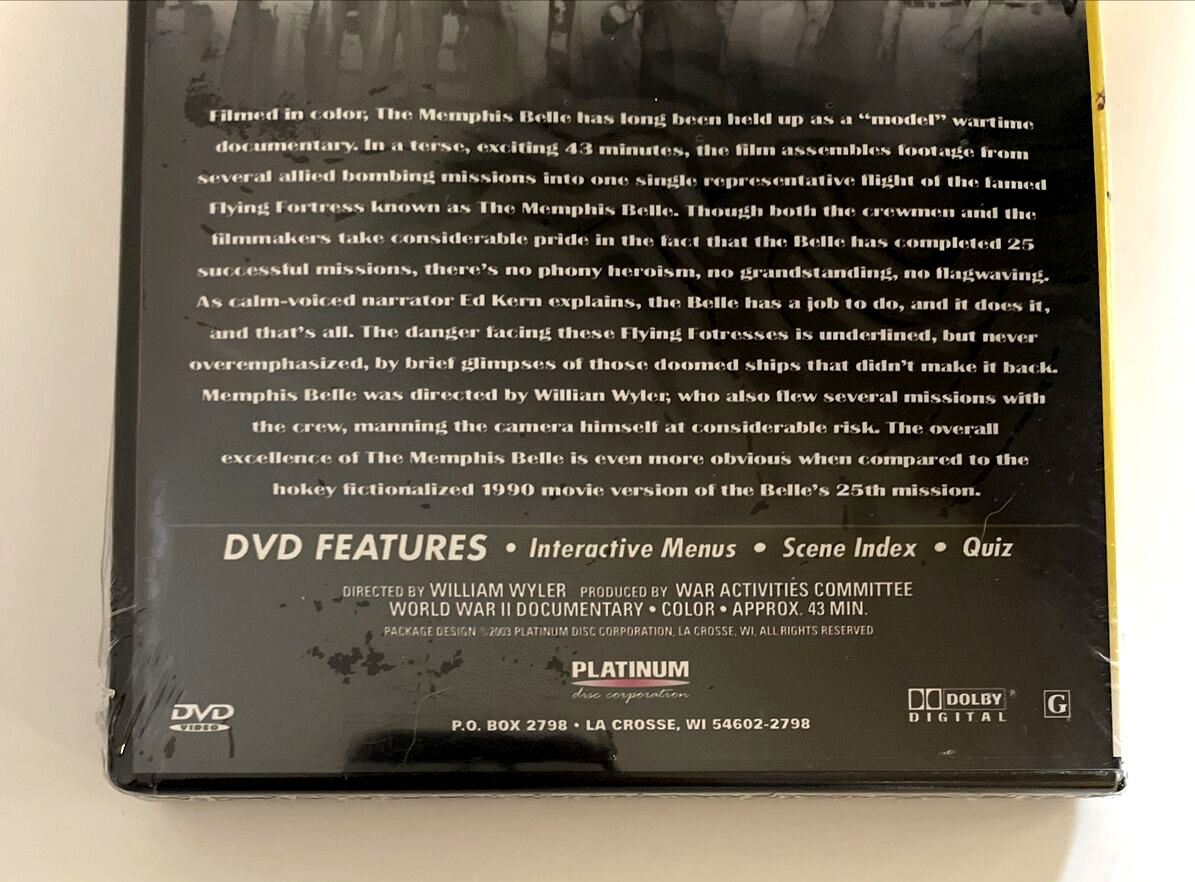 Filmed in color, The Memphis Belle has long been held up as a “model” wartime
documentary. In a terse, exciting 43 minutes, the film assembles footage from
several allied bombing missions into one single representative flight of the famed
Flying Fortress known as The Memphis Belle. Though both the crewmen and the
filmmakers take considerable pride in the fact that the Belle has completed 25
successful missions, there’s no phony heroism, no grandstanding, no flagwaving.
As calm-voiced narrator Ed Kern explains, the Belle has a job to do, and it does it,
and that’s all. The danger facing these Flying Fotresses is underlined, but never
overemphasized, by brief glimpses of those doomed ships that didn’t make it back.
Memphis Belle was directed by Willian Wyler, who also flew several missions with
the crew, manning the camera himself at considerable risk. The overall
excellence of The Memphis Belle is even more obvious when compared to the
hokey fictionalized 1990 movie version of the Belle’s 25th mission.
DVD FEATURES • Interactive Menus • Scene Index • Quiz
DIRECTED BY WILLIAM WYLER PRODUCED BY WAR ACTIVITIES COMMITTEE
WORLD WAR II DOCUMENTARY • COLOR • APPROX. 43 MIN.
PACKAGE DESIGN ©2003 PLATINUM DISC CORPORATION, LA CROSSE, WI, ALL RIGHTS RESERVED
PLATINUM
disc corporation
DVD
VIDEO
P.O. BOX 2798 • LA CROSSE, WI 54602-2798
DOLBY
DIGITAL
G